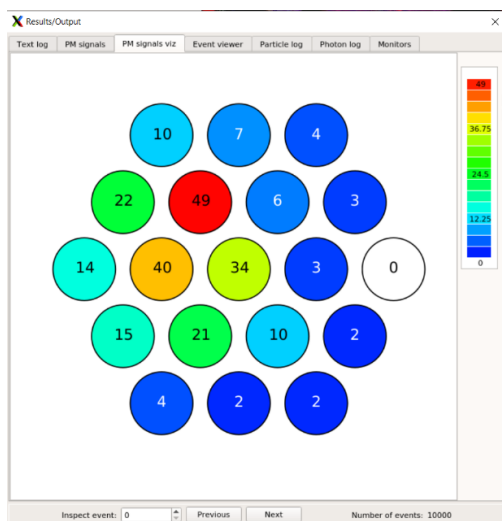 Results/Output
Text log PM signals PM signals viz Event viewer Particle log Photon log Monitors
10 7 4
22 49 6 3
14 40 34 3 0
15 21 10 2
4 2 2
49
36.75
24.5
12.25
0
Inspect event: 0 Previous Next Number of events: 10000